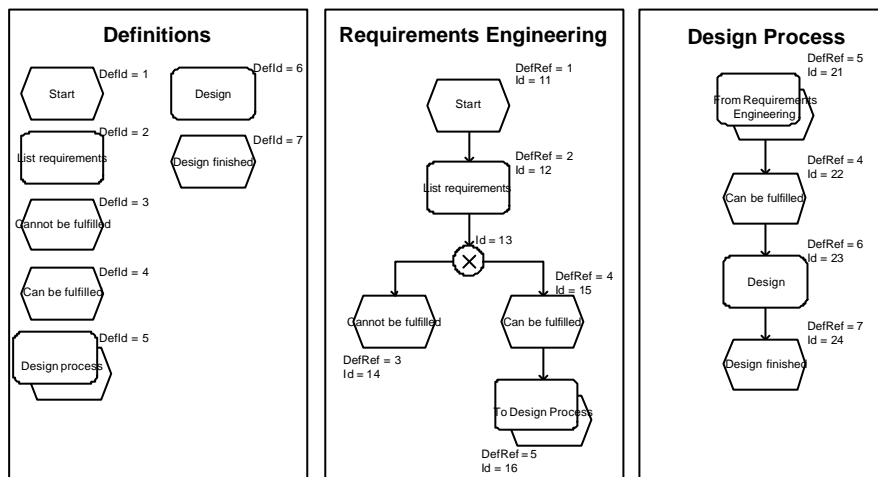 Definitions
DefId = 1
Start
DefId = 6
Design
DefId = 2
List requirements
DefId = 7
Design finished
DefId = 3
Cannot be fulfilled
DefId = 4
Can be fulfilled
DefId = 5
Design process
Requirements Engineering
DefRef = 1
Id = 11
Start
DefRef = 2
Id = 12
List requirements
Id = 13
DefRef = 4
Id = 15
Cannot be fulfilled
Can be fulfilled
DefRef = 3
Id = 14
To Design Process
DefRef = 5
Id = 16
Design Process
DefRef = 5
Id = 21
From Requirements
Engineering
DefRef = 4
Id = 22
Can be fulfilled
DefRef = 6
Id = 23
Design
DefRef = 7
Id = 24
Design finished